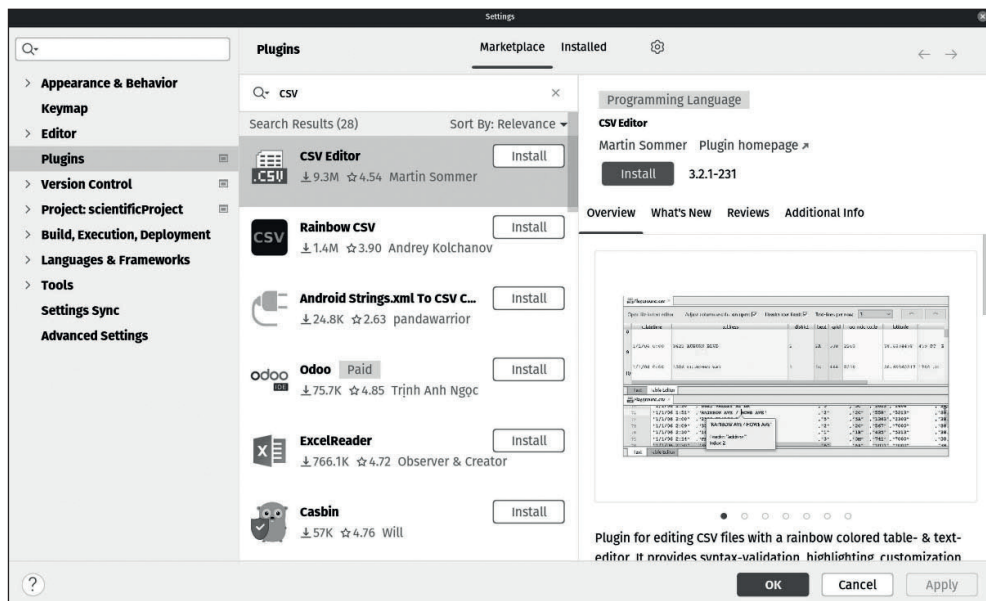 Settings
Appearance & Behavior
Keymap
Editor
Plugins
Version Control
Project: scientificProject
Build, Execution, Deployment
Languages & Frameworks
Tools
Settings Sync
Advanced Settings
Plugins
Marketplace Installed
csv
Search Results (28) Sort By: Relevance
.CSV
CSV Editor Install
9.3M 4.54 Martin Sommer
CSV
Rainbow CSV Install
1.4M 3.90 Andrey Kolchanov
Android Strings.xml To CSV C... Install
24.8K 2.63 pandawarrior
odoo
IDE
Odoo Paid Install
75.7K 4.85 Trịnh Anh Ngọc
ExcelReader Install
766.1K 4.72 Observer & Creator
Casbin Install
57K 4.76 Will
Programming Language
CSV Editor
Martin Sommer Plugin homepage
Install 3.2.1-231
Overview What's New Reviews Additional Info
Plugin for editing CSV files with a rainbow colored table- & text-
editor. It provides syntax-validation, highlighting, customization
? OK Cancel Apply